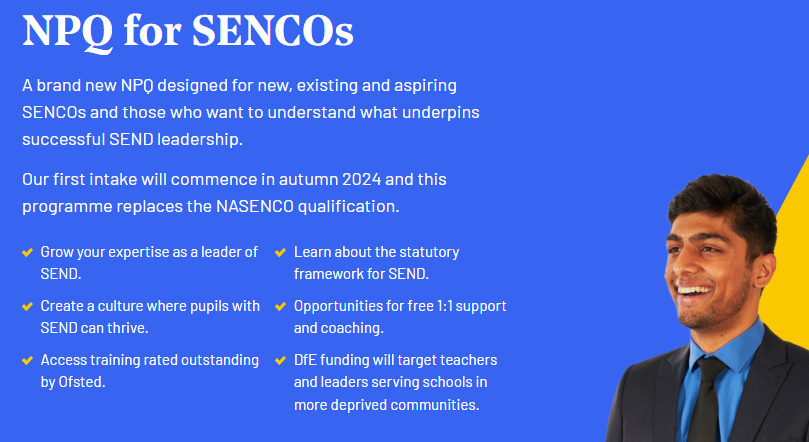 NPQ for SENCOs
A brand new NPQ designed for new, existing and aspiring
SENCOs and those who want to understand what underpins
successful SEND leadership.
Our first intake will commence in autumn 2024 and this
programme replaces the NASENCO qualification.
Grow your expertise as a leader of
SEND.
Learn about the statutory
framework for SEND.
Create a culture where pupils with
SEND can thrive.
Opportunities for free 1:1 support
and coaching.
Access training rated outstanding
by Ofsted.
DfE funding will target teachers
and leaders serving schools in
more deprived communities.